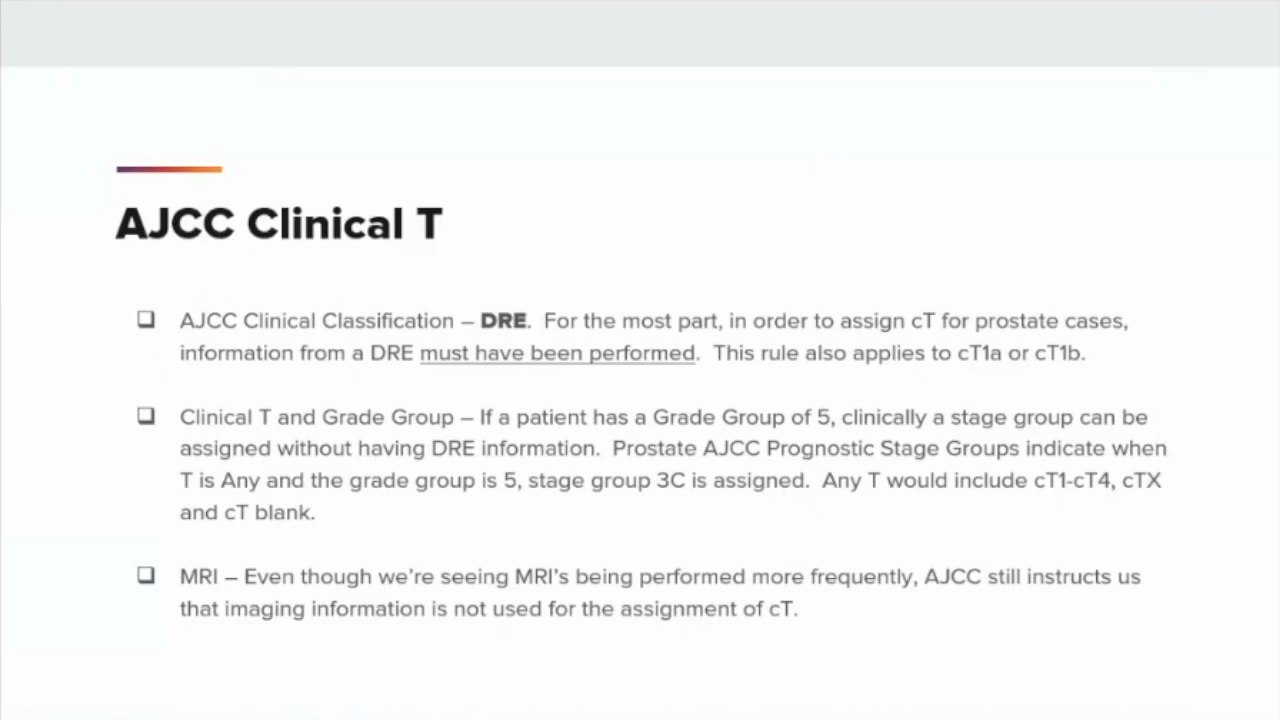 AJCC Clinical T
❑ AJCC Clinical Classification – DRE. For the most part, in order to assign cT for prostate cases,
information from a DRE must have been performed. This rule also applies to cT1a or cT1b.
❑ Clinical T and Grade Group – If a patient has a Grade Group of 5, clinically a stage group can be
assigned without having DRE information. Prostate AJCC Prognostic Stage Groups indicate when
T is Any and the grade group is 5, stage group 3C is assigned. Any T would include cT1-cT4, cTX
and cT blank.
❑ MRI – Even though we’re seeing MRI’s being performed more frequently, AJCC still instructs us
that imaging information is not used for the assignment of cT.